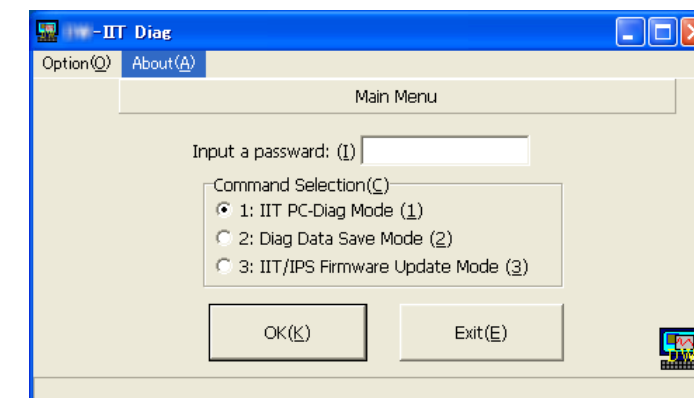 -IIT Diag
Option(O) About(A)
Main Menu
Input a passward: (I)
Command Selection(C)
1: IIT PC-Diag Mode (1)
2: Diag Data Save Mode (2)
3: IIT/IPS Firmware Update Mode (3)
OK(K) Exit(E)
DW